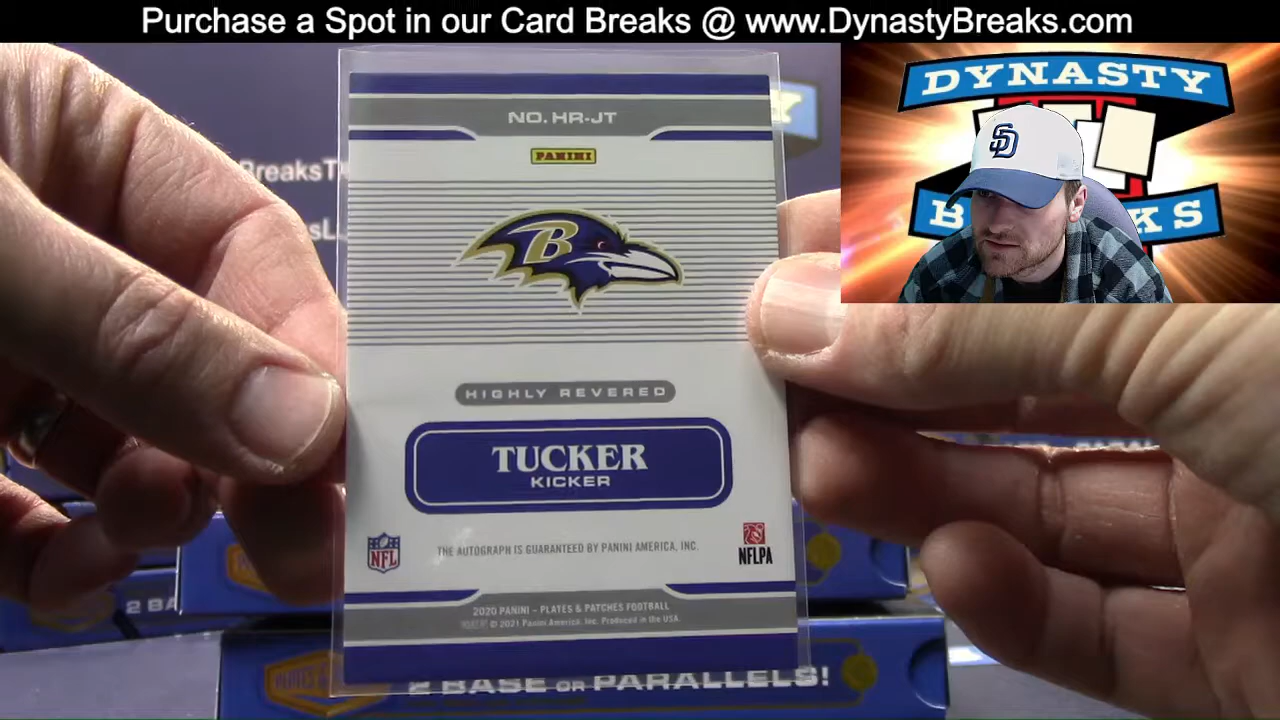 Purchase a Spot in our Card Breaks @ www.DynastyBreaks.com
DYNASTY
NO. HR-JT
PANINI
B
HIGHLY REVERED
TUCKER
KICKER
THE AUTOGRAPH IS GUARANTEED BY PANINI AMERICA, INC.
NFL
NFLPA
2020 PANINI – PLATES & PATCHES FOOTBALL
© 2021 Panini America, Inc. Produced in the USA.
2 BASE OR PARALLELS!
SD